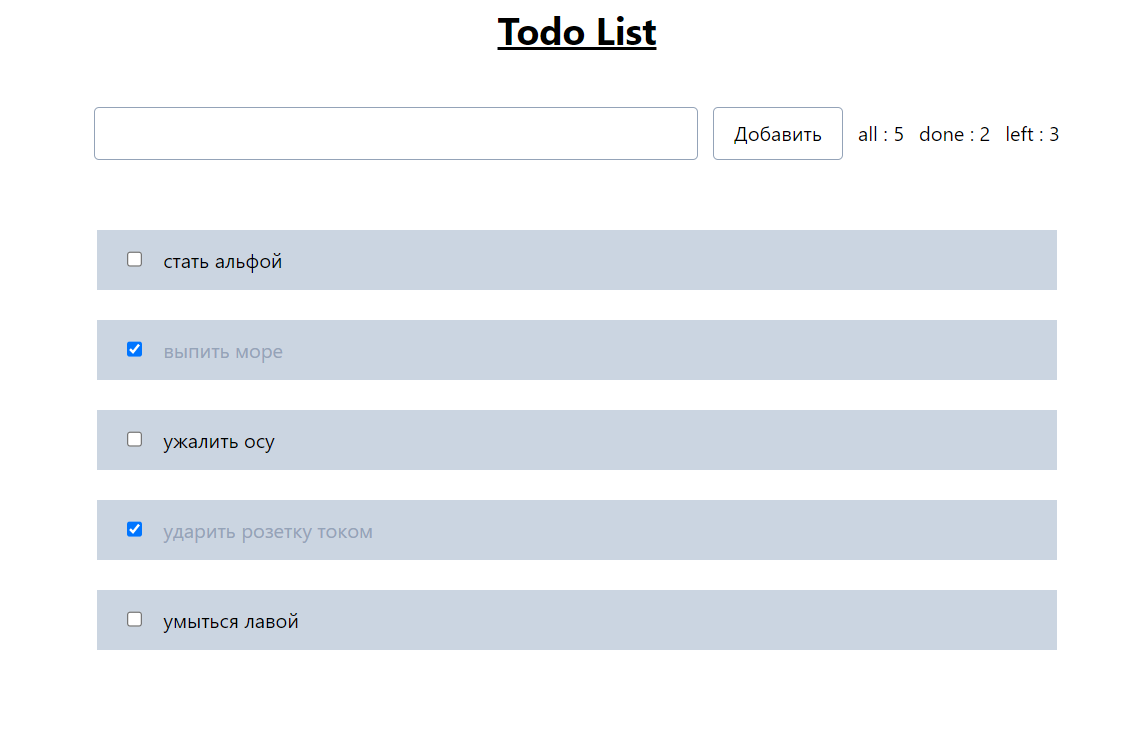 Todo List
Добавить all : 5 done : 2 left : 3
стать альфой
выпить море
ужалить осу
ударить розетку током
умыться лавой